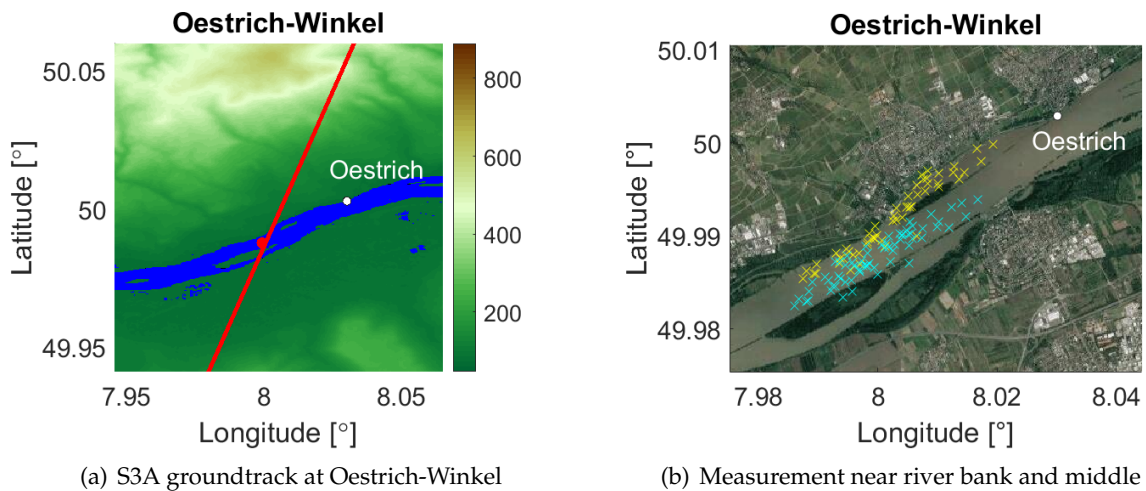 Oestrich-Winkel
50.05
50
49.95
Latitude [°]
7.95
8
8.05
Longitude [°]
Oestrich
800
600
400
200
(a) S3A groundtrack at Oestrich-Winkel
Oestrich-Winkel
50.01
50
49.99
49.98
Latitude [°]
7.98
8
8.02
8.04
Longitude [°]
Oestrich
(b) Measurement near river bank and middle